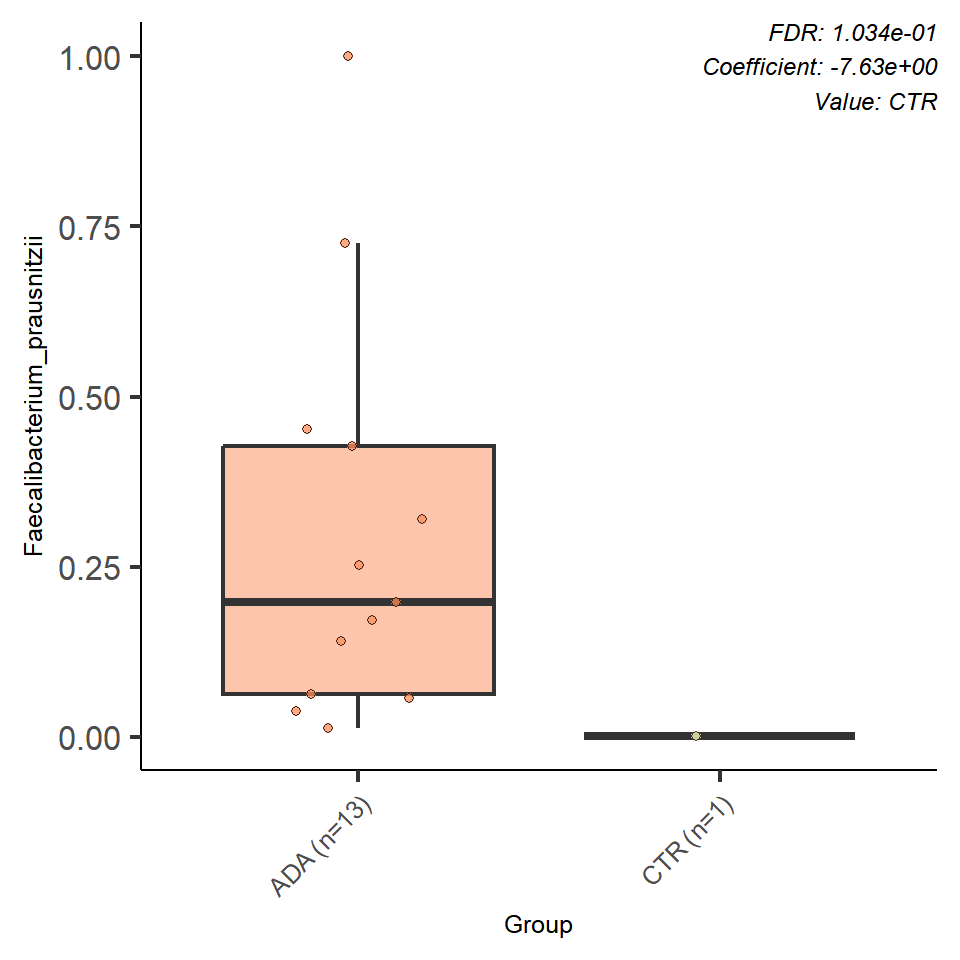 FDR: 1.034e-01
Coefficient: -7.63e+00
Value: CTR
Faecalibacterium_prausnitzii
1.00
0.75
0.50
0.25
0.00
ADA (n=13)
CTR (n=1)
Group